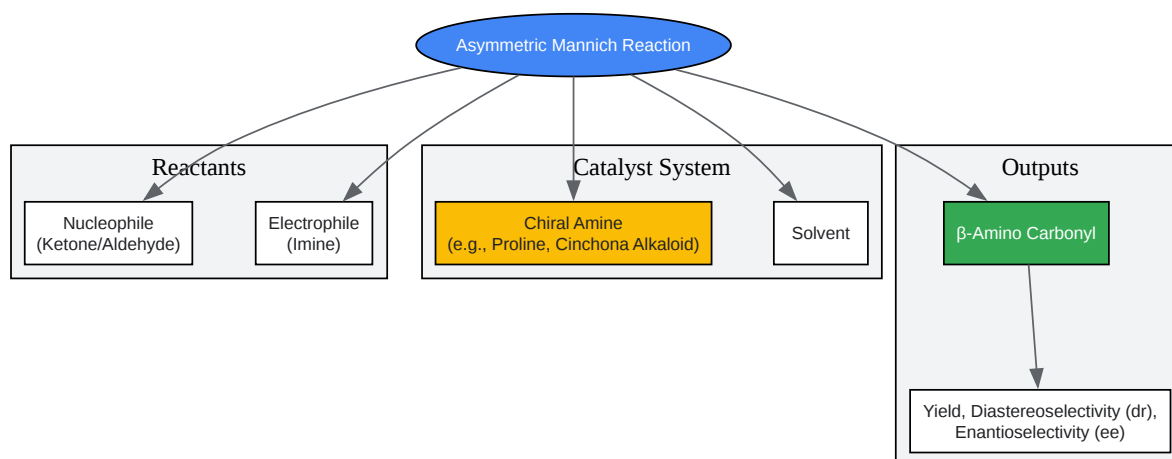 Asymmetric Mannich Reaction
Reactants
Nucleophile
(Ketone/Aldehyde)
Electrophile
(Imine)
Catalyst System
Chiral Amine
(e.g., Proline, Cinchona Alkaloid)
Solvent
Outputs
β-Amino Carbonyl
Yield, Diastereoselectivity (dr),
Enantioselectivity (ee)